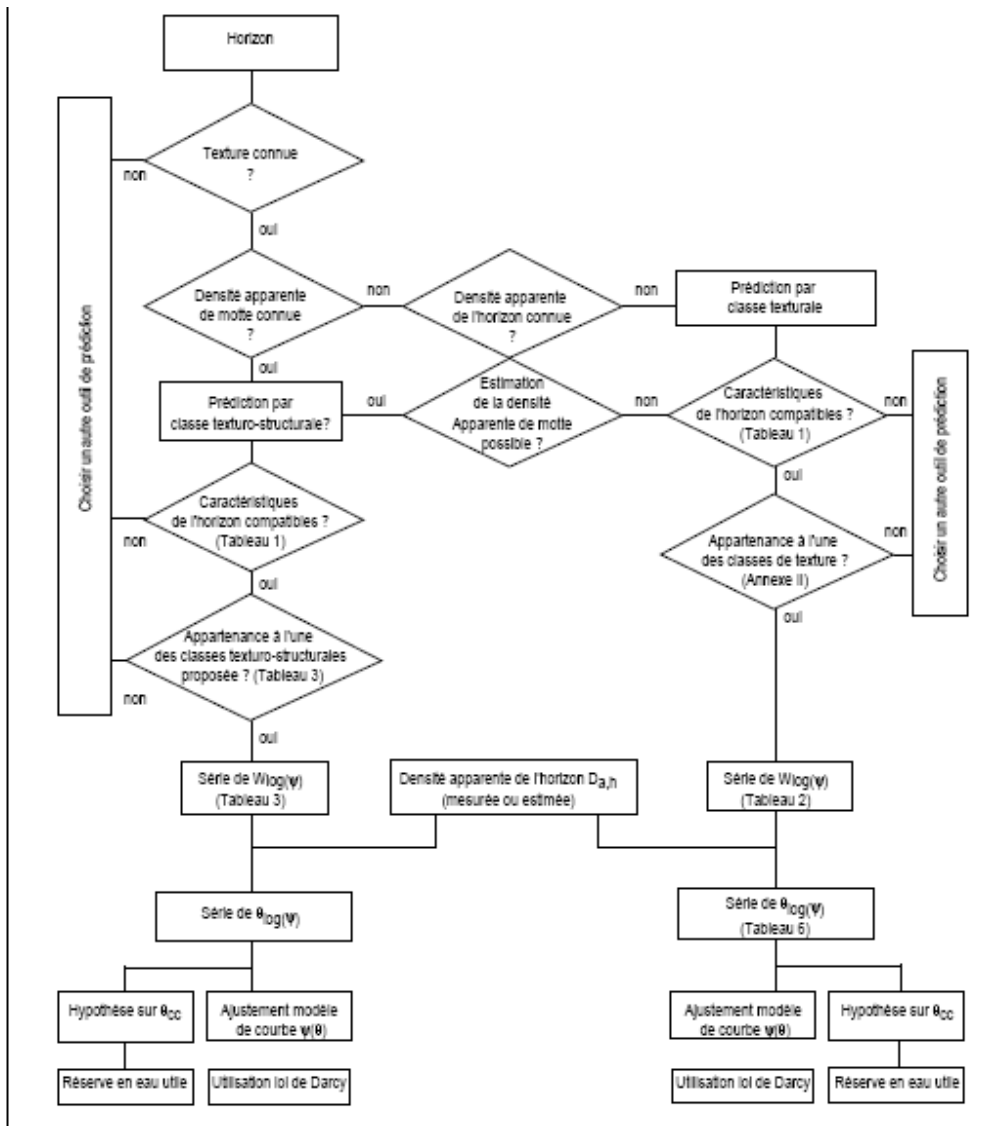 Horizon
Texture connue
?
non
oui
Densité apparente
de motte connue
?
non
Densité apparente
de l'horizon connue
?
non
Prédiction par
classe texturale
oui
Prédiction par
classe texturo-structurale?
oui
Estimation
de la densité
Apparente de motte
possible ?
non
Caractéristiques
de l'horizon compatibles ?
(Tableau 1)
non
oui
Choisir un autre outil de prédiction
Choisir un autre outil de prédiction
Caractéristiques
de l'horizon compatibles ?
(Tableau 1)
non
oui
Appartenance à l'une
des classes de texture ?
(Annexe II)
non
oui
Appartenance à l'une
des classes texturo-structurales
proposée ? (Tableau 3)
non
oui
Série de Wlog(ψ)
(Tableau 3)
Densité apparente de l'horizon Da,h
(mesurée ou estimée)
Série de Wlog(ψ)
(Tableau 2)
Série de θlog(ψ)
Série de θlog(ψ)
(Tableau 6)
Hypothèse sur θcc
Ajustement modèle
de courbe ψ(θ)
Ajustement modèle
de courbe ψ(θ)
Hypothèse sur θcc
Réserve en eau utile
Utilisation loi de Darcy
Utilisation loi de Darcy
Réserve en eau utile